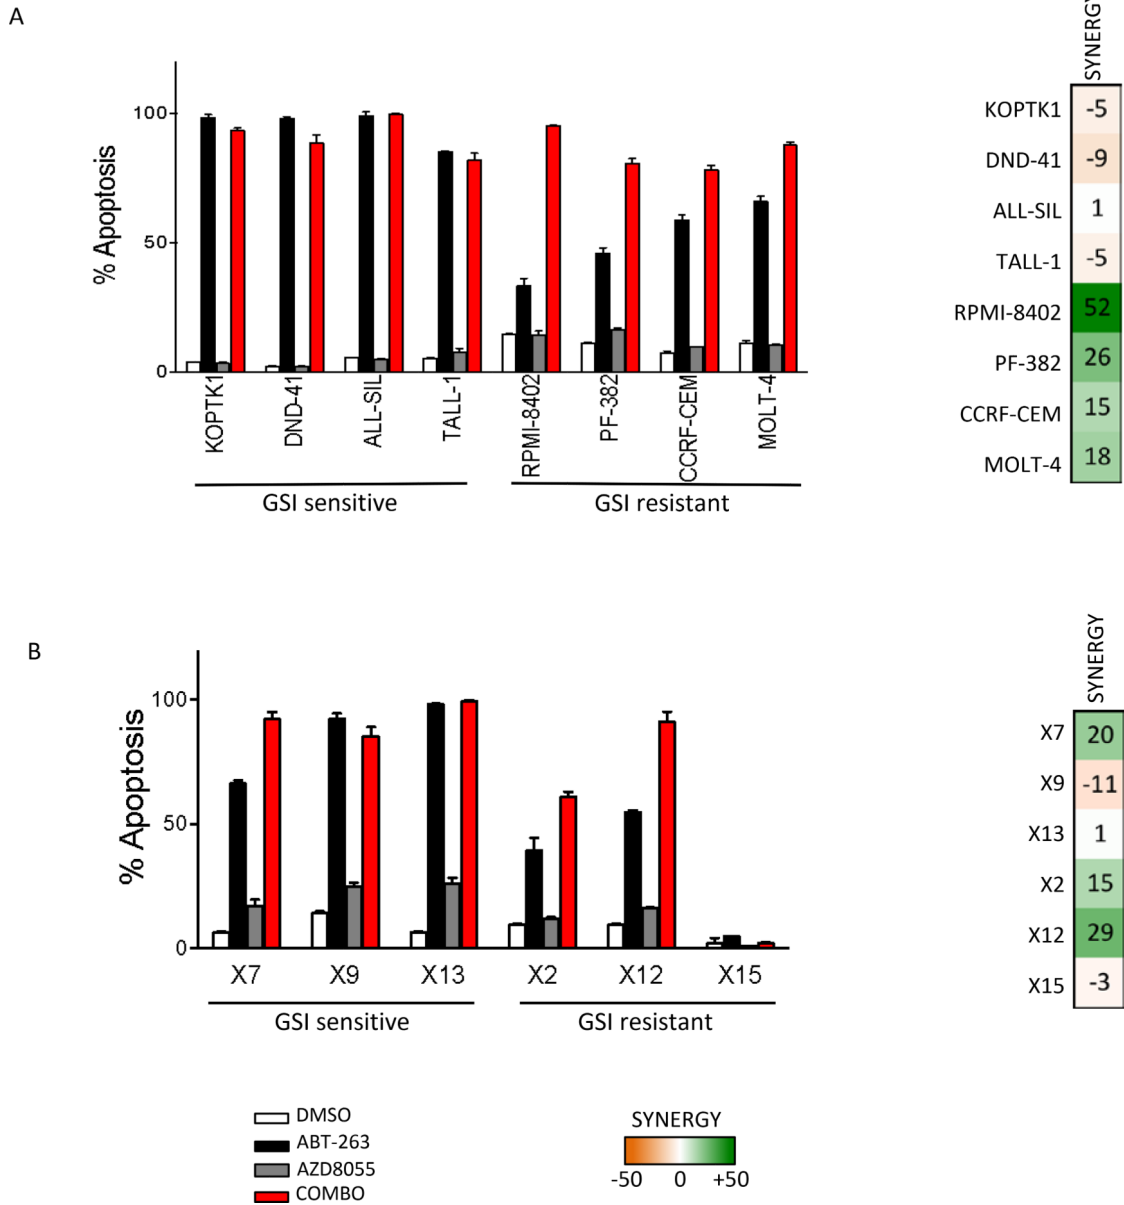 A
% Apoptosis
100
50
0
KOPTK1
DND-41
ALL-SIL
TALL-1
RPMI-8402
PF-382
CCRF-CEM
MOLT-4
GSI sensitive
GSI resistant
SYNERGY
KOPTK1 -5
DND-41 -9
ALL-SIL 1
TALL-1 -5
RPMI-8402 52
PF-382 26
CCRF-CEM 15
MOLT-4 18
B
% Apoptosis
100
50
0
X7 X9 X13 X2 X12 X15
GSI sensitive
GSI resistant
SYNERGY
X7 20
X9 -11
X13 1
X2 15
X12 29
X15 -3
DMSO
ABT-263
AZD8055
COMBO
SYNERGY
-50 0 +50